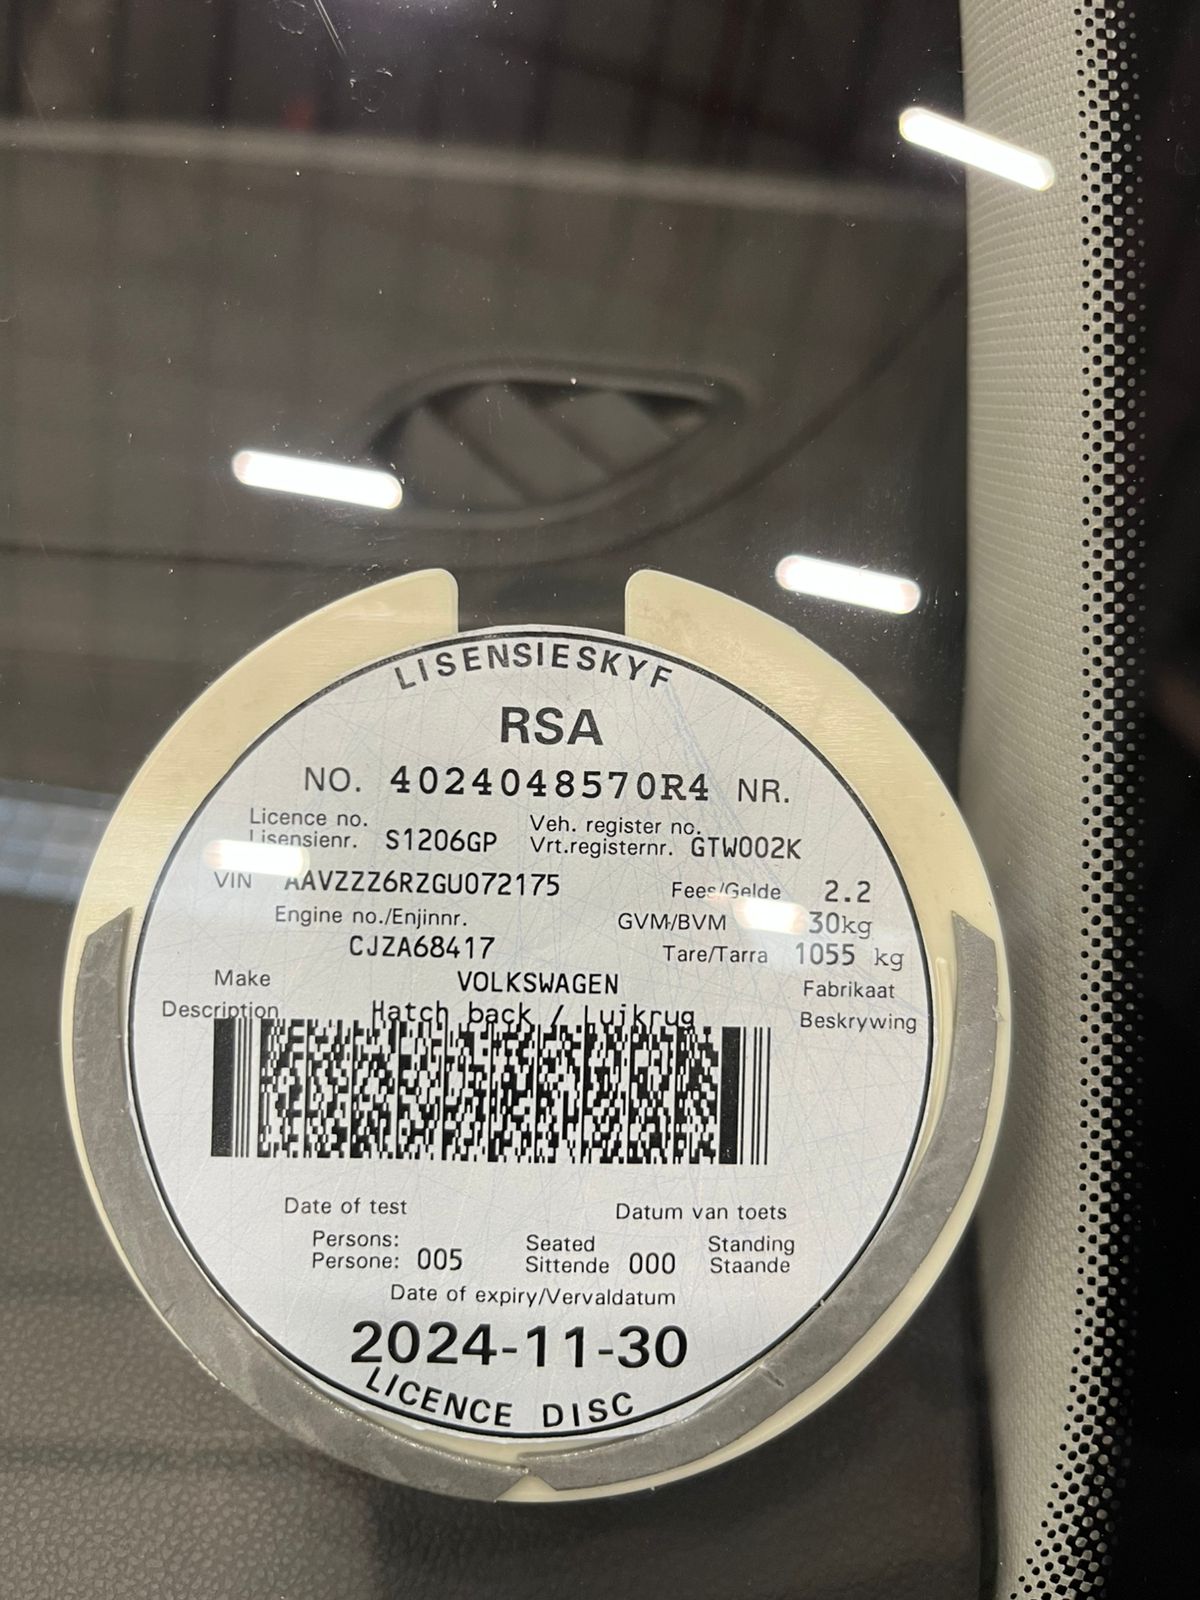 LISENSIESKYF
RSA
NO. 4024048570R4 NR.
Licence no. Veh. register no.
Lisensienr. S1206GP Vrt.registernr. GTW002K
VIN AAVZZZ6RZGU072175 Fees/Gelde 2.2
Engine no./Enjinnr. GVM/BVM 30kg
CJZA68417 Tare/Tarra 1055 kg
Make VOLKSWAGEN Fabrikaat
Description Hatch back / Luikrug Beskrywing
Date of test Datum van toets
Persons: Seated Standing
Persone: 005 Sittende 000 Staande
Date of expiry/Vervaldatum
2024-11-30
LICENCE DISC